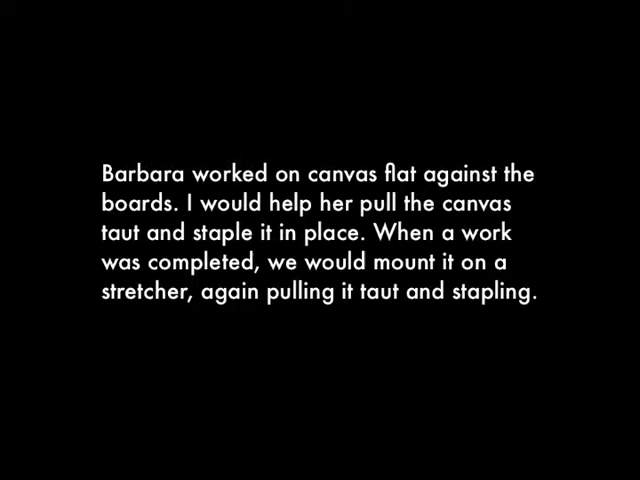 Barbara worked on canvas flat against the
boards. I would help her pull the canvas
taut and staple it in place. When a work
was completed, we would mount it on a
stretcher, again pulling it taut and stapling.